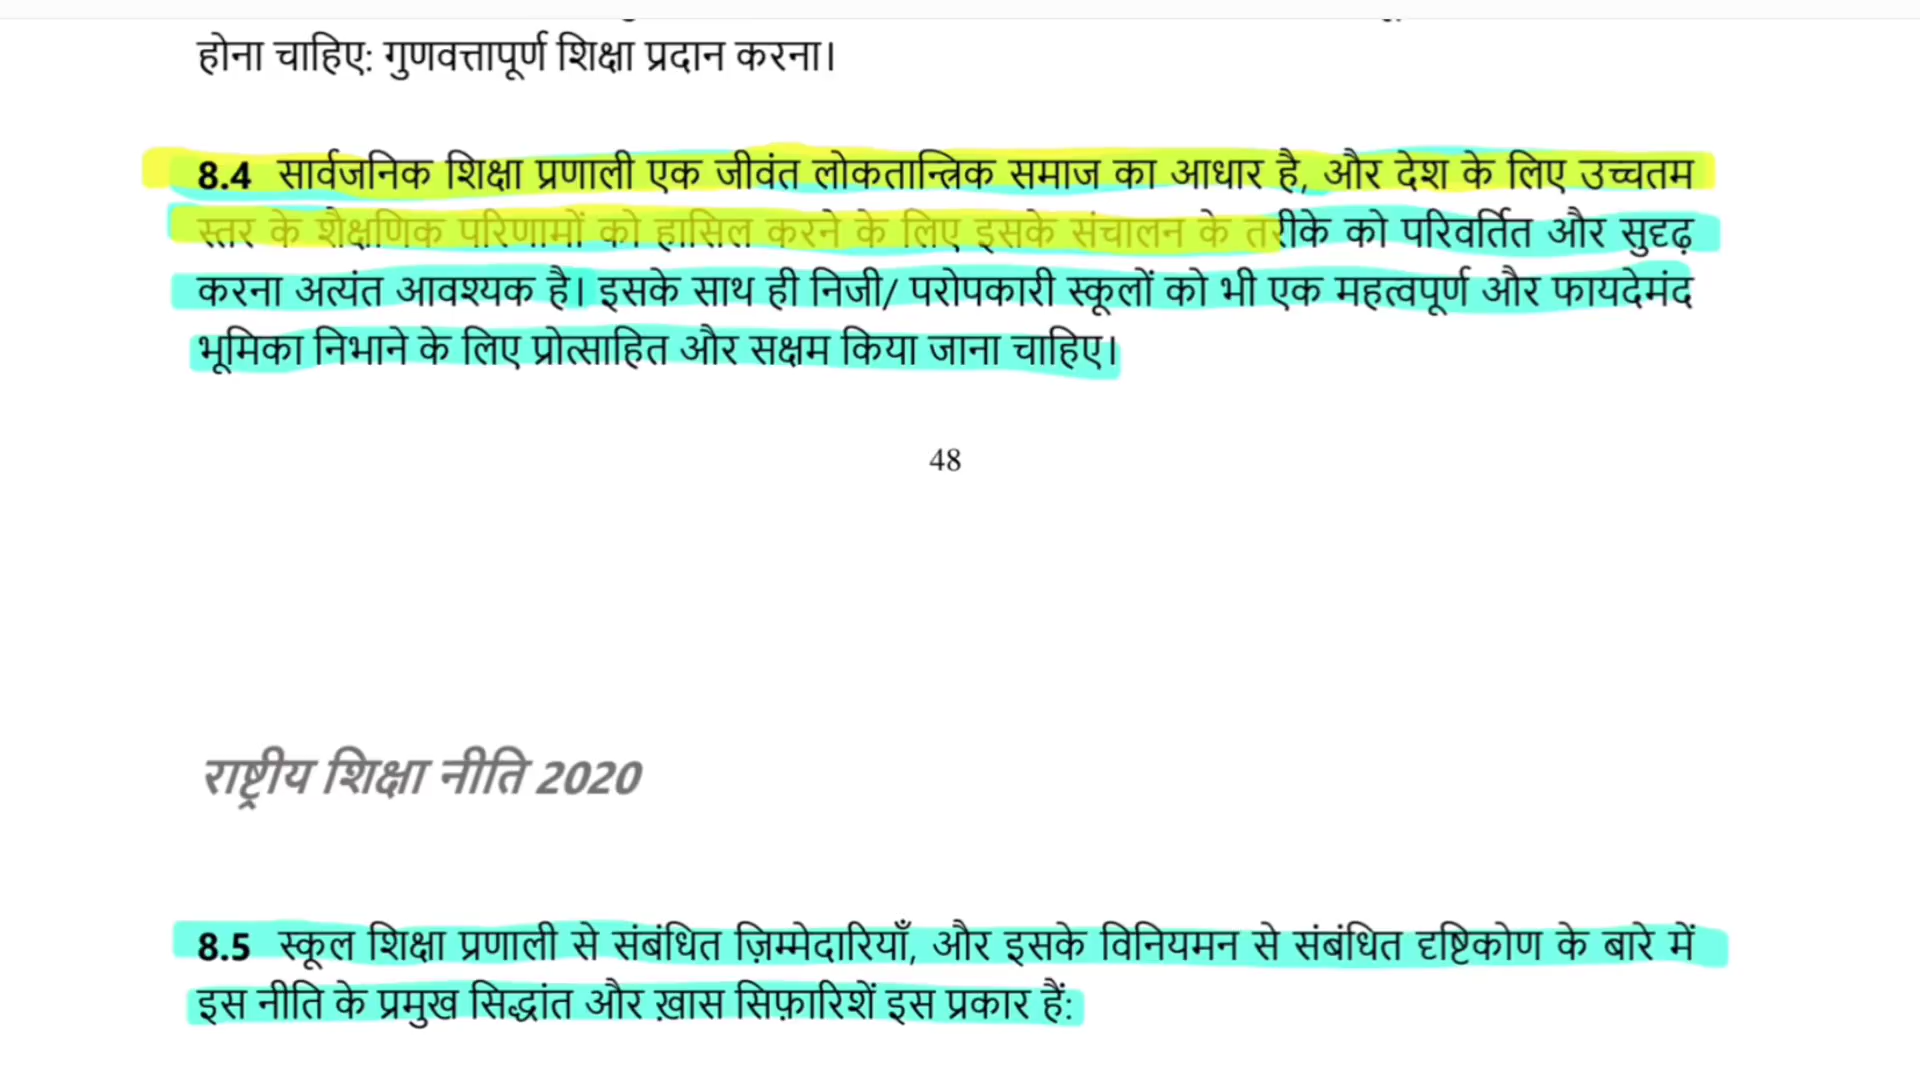 होना चाहिए: गुणवत्तापूर्ण शिक्षा प्रदान करना।
8.4 सार्वजनिक शिक्षा प्रणाली एक जीवंत लोकतान्त्रिक समाज का आधार है, और देश के लिए उच्चतम
स्तर के शैक्षणिक परिणामों को हासिल करने के लिए इसके संचालन के तरीके को परिवर्तित और सुदृढ़
करना अत्यंत आवश्यक है। इसके साथ ही निजी/ परोपकारी स्कूलों को भी एक महत्वपूर्ण और फायदेमंद
भूमिका निभाने के लिए प्रोत्साहित और सक्षम किया जाना चाहिए।
48
राष्ट्रीय शिक्षा नीति 2020
8.5 स्कूल शिक्षा प्रणाली से संबंधित ज़िम्मेदारियाँ, और इसके विनियमन से संबंधित दृष्टिकोण के बारे में
इस नीति के प्रमुख सिद्धांत और ख़ास सिफ़ारिशें इस प्रकार हैं: